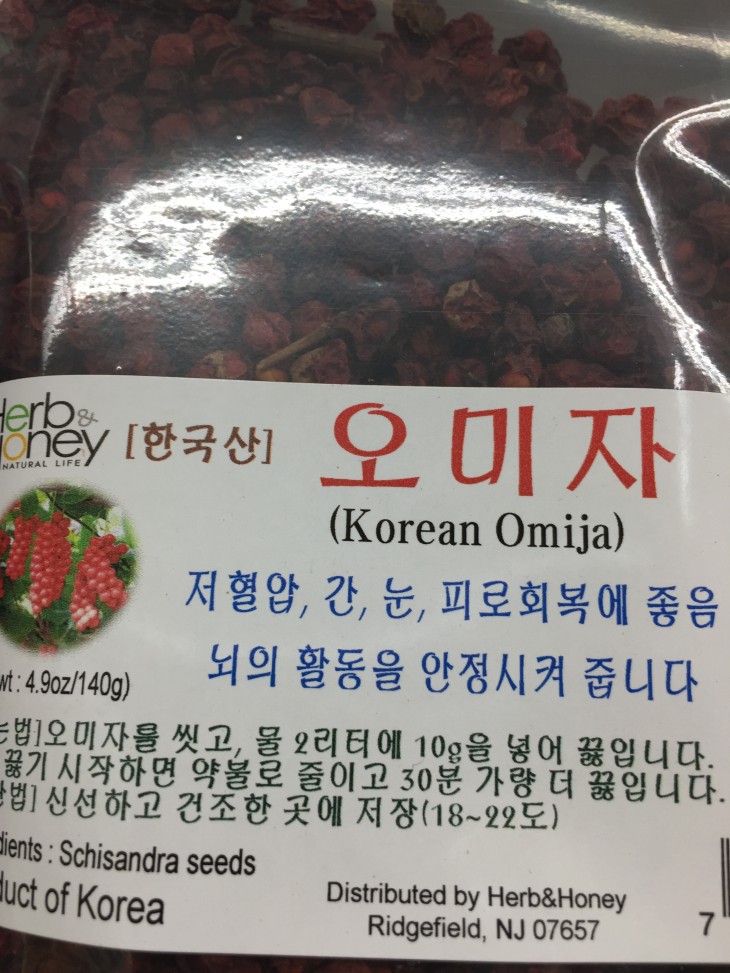 Herb &
Honey
NATURAL LIFE
[한국산]
오미자
(Korean Omija)
저혈압, 간, 눈, 피로회복에 좋음
뇌의 활동을 안정시켜 줍니다
wt : 4.9oz/140g)
법]오미자를 씻고, 물 2리터에 10g을 넣어 끓입니다.
끓기 시작하면 약불로 줄이고 30분 가량 더 끓입니다.
법] 신선하고 건조한 곳에 저장(18~22도)
dients : Schisandra seeds
duct of Korea
Distributed by Herb&Honey
Ridgefield, NJ 07657
7